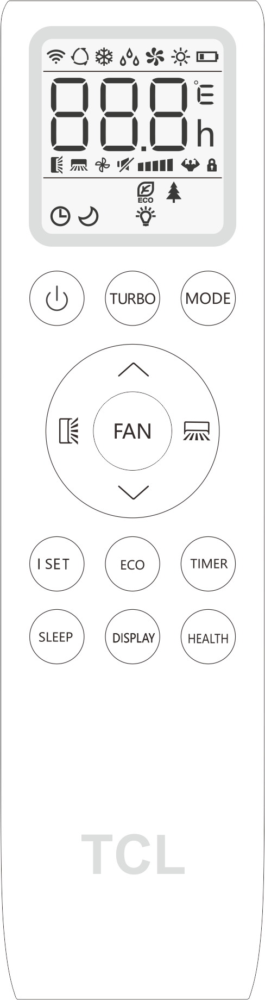 88.8 °E
h
ECO
TURBO MODE
FAN
I SET ECO TIMER
SLEEP DISPLAY HEALTH
TCL